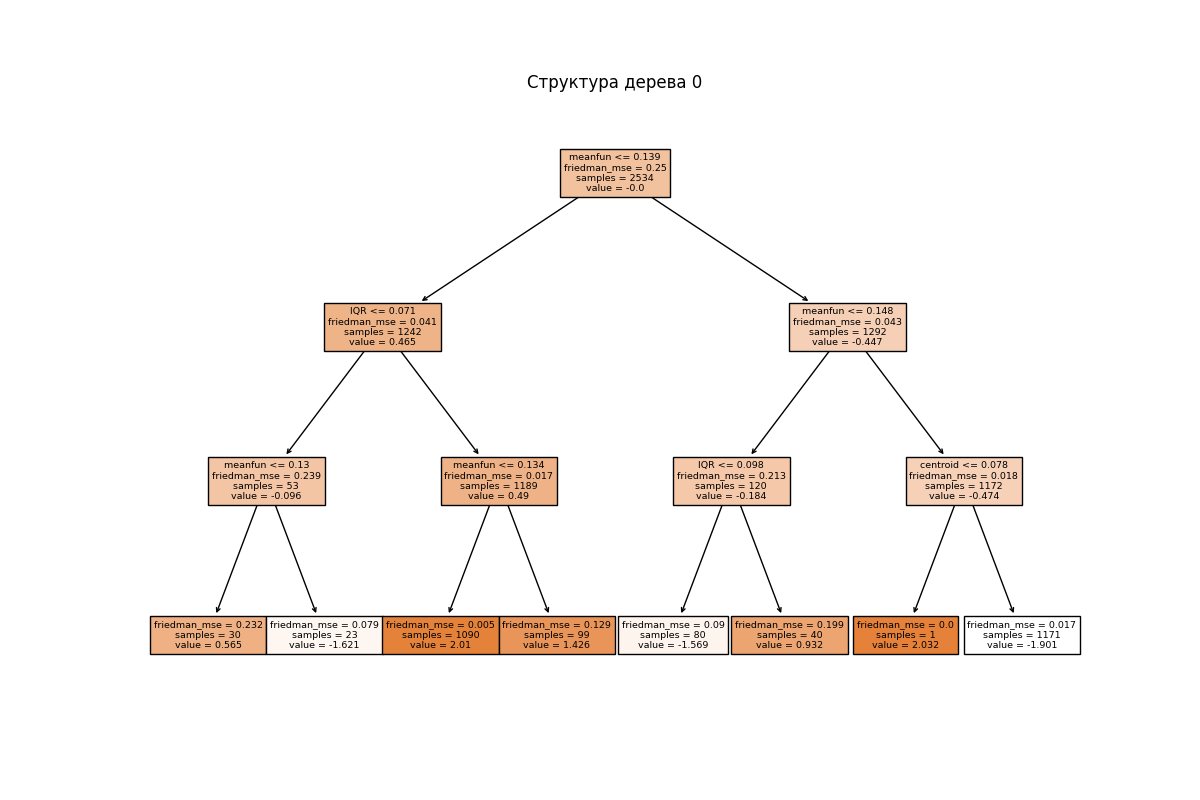 Структура дерева 0
meanfun <= 0.139
friedman_mse = 0.25
samples = 2534
value = -0.0
IQR <= 0.071
friedman_mse = 0.041
samples = 1242
value = 0.465
meanfun <= 0.148
friedman_mse = 0.043
samples = 1292
value = -0.447
meanfun <= 0.13
friedman_mse = 0.239
samples = 53
value = -0.096
meanfun <= 0.134
friedman_mse = 0.017
samples = 1189
value = 0.49
IQR <= 0.098
friedman_mse = 0.213
samples = 120
value = -0.184
centroid <= 0.078
friedman_mse = 0.018
samples = 1172
value = -0.474
friedman_mse = 0.232
samples = 30
value = 0.565
friedman_mse = 0.079
samples = 23
value = -1.621
friedman_mse = 0.005
samples = 1090
value = 2.01
friedman_mse = 0.129
samples = 99
value = 1.426
friedman_mse = 0.09
samples = 80
value = -1.569
friedman_mse = 0.199
samples = 40
value = 0.932
friedman_mse = 0.0
samples = 1
value = 2.032
friedman_mse = 0.017
samples = 1171
value = -1.901